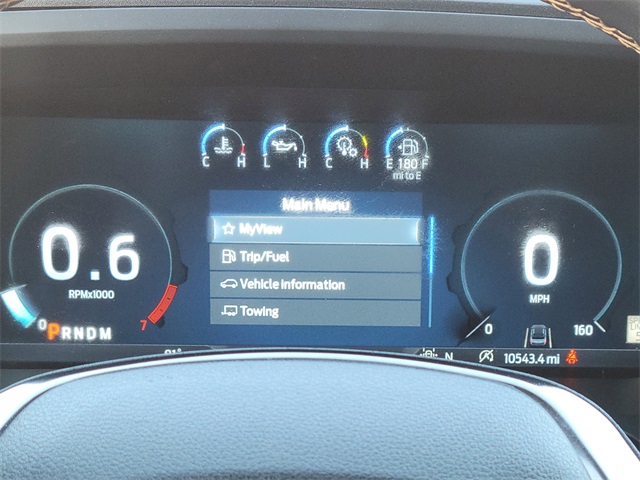 C H L H C H E 180 F
mi to E
Main Menu
MyView
Trip/Fuel
Vehicle Information
Towing
0.6
RPMx1000
0 7
PRNDM
0
MPH
0 160
N 10543.4 mi